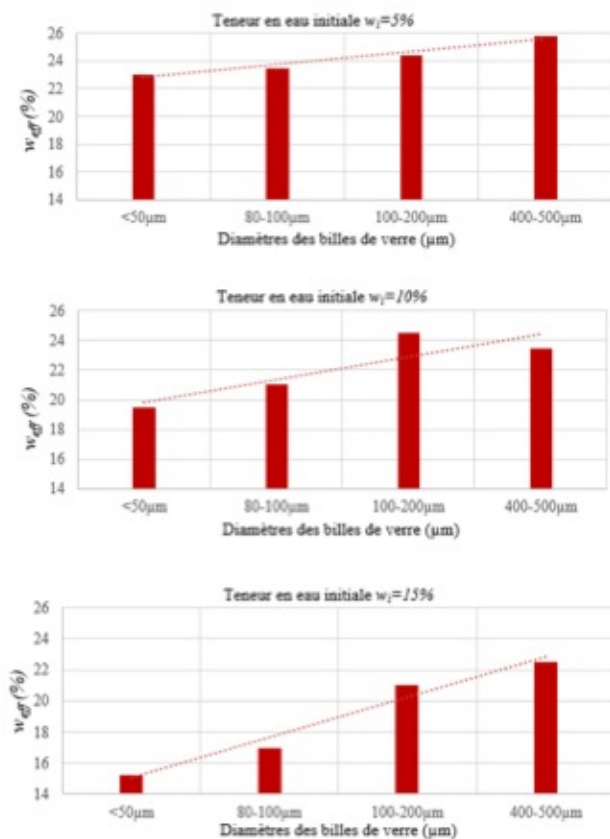 Teneur en eau initiale wi=5%
26
24
22
20
18
16
14
weff(%)
<50µm 80-100µm 100-200µm 400-500µm
Diamètres des billes de verre (µm)
Teneur en eau initiale wi=10%
26
24
22
20
18
16
14
weff(%)
<50µm 80-100µm 100-200µm 400-500µm
Diamètres des billes de verre (µm)
Teneur en eau initiale wi=15%
26
24
22
20
18
16
14
weff(%)
<50µm 80-100µm 100-200µm 400-500µm
Diamètres des billes de verre (µm)